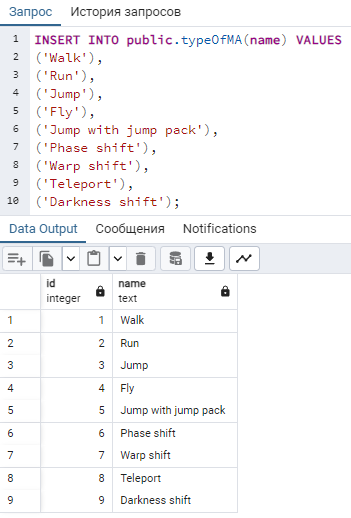 Запрос История запросов
1 INSERT INTO public.typeOfMA(name) VALUES
2 ('Walk'),
3 ('Run'),
4 ('Jump'),
5 ('Fly'),
6 ('Jump with jump pack'),
7 ('Phase shift'),
8 ('Warp shift'),
9 ('Teleport'),
10 ('Darkness shift');
Data Output Сообщения Notifications
id name
integer text
1 1 Walk
2 2 Run
3 3 Jump
4 4 Fly
5 5 Jump with jump pack
6 6 Phase shift
7 7 Warp shift
8 8 Teleport
9 9 Darkness shift